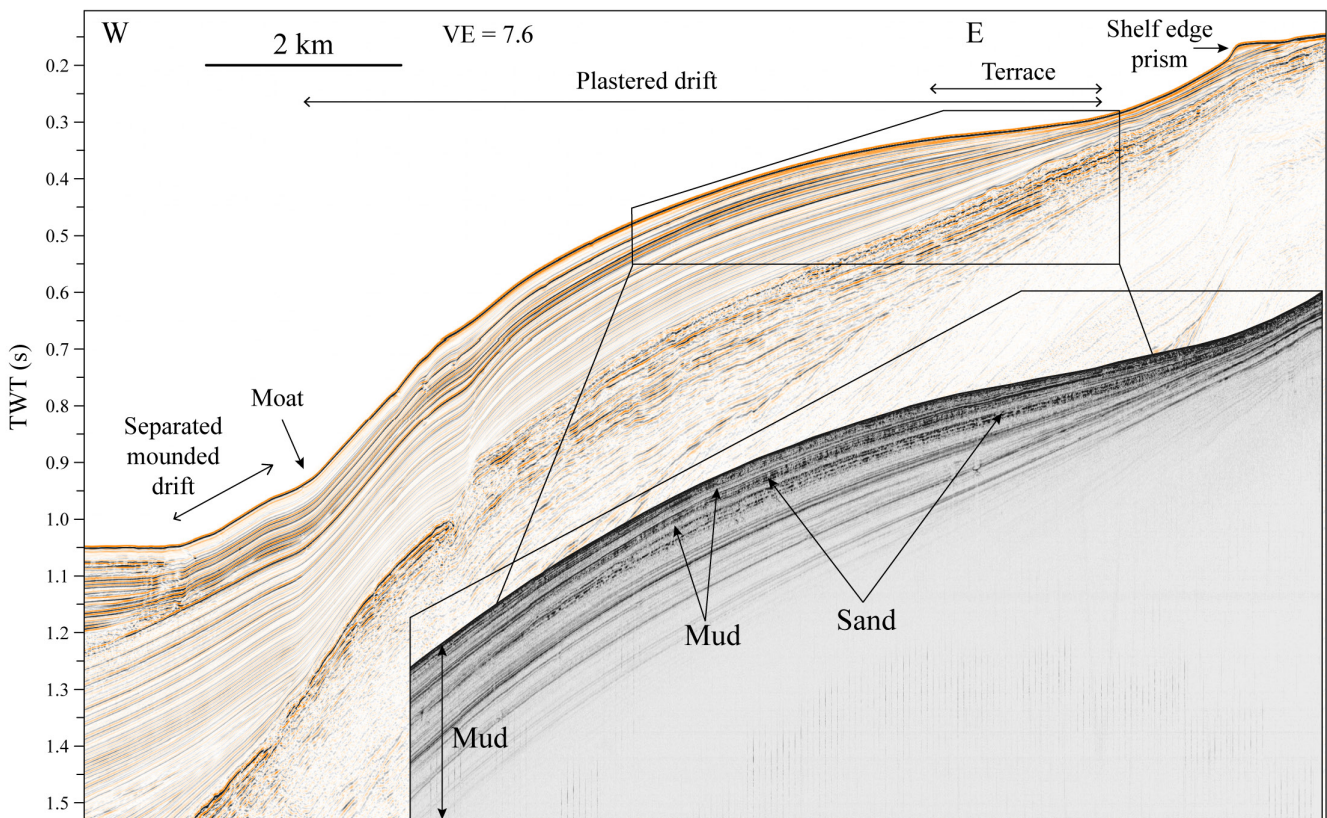 W
VE = 7.6
E
Shelf edge
prism
2 km
Plastered drift
Terrace
TWT (s)
0.2
0.3
0.4
0.5
0.6
0.7
0.8
0.9
1.0
1.1
1.2
1.3
1.4
1.5
Moat
Separated
mounded
drift
Mud
Sand
Mud